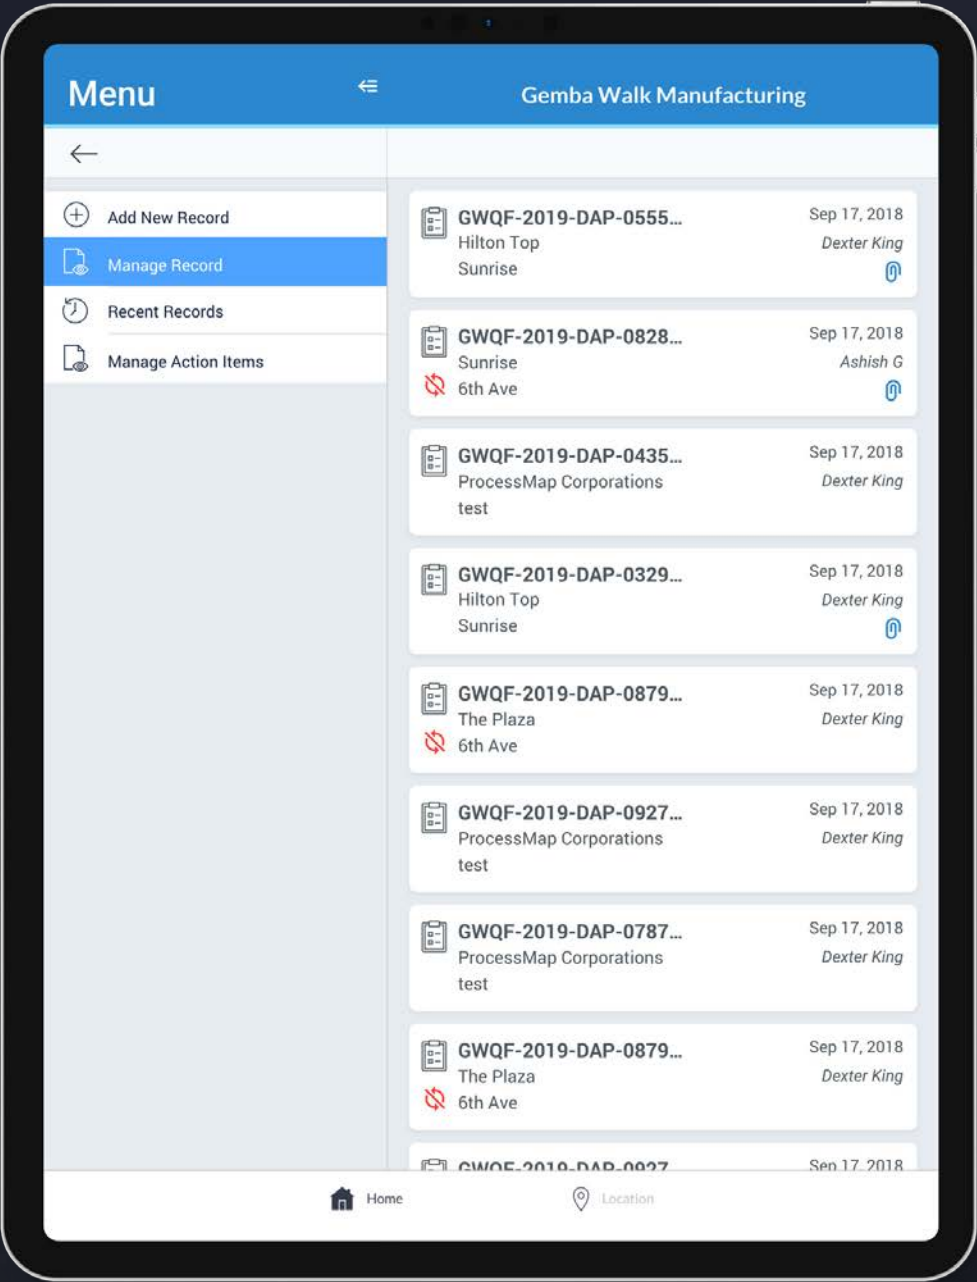 Menu
Gemba Walk Manufacturing
Add New Record
Manage Record
Recent Records
Manage Action Items
GWQF-2019-DAP-0555...
Sep 17, 2018
Hilton Top
Dexter King
Sunrise
GWQF-2019-DAP-0828...
Sep 17, 2018
Sunrise
Ashish G
6th Ave
GWQF-2019-DAP-0435...
Sep 17, 2018
ProcessMap Corporations
Dexter King
test
GWQF-2019-DAP-0329...
Sep 17, 2018
Hilton Top
Dexter King
Sunrise
GWQF-2019-DAP-0879...
Sep 17, 2018
The Plaza
Dexter King
6th Ave
GWQF-2019-DAP-0927...
Sep 17, 2018
ProcessMap Corporations
Dexter King
test
GWQF-2019-DAP-0787...
Sep 17, 2018
ProcessMap Corporations
Dexter King
test
GWQF-2019-DAP-0879...
Sep 17, 2018
The Plaza
Dexter King
6th Ave
GWQF-2019-DAP-0927
Sep 17, 2018
Home
Location